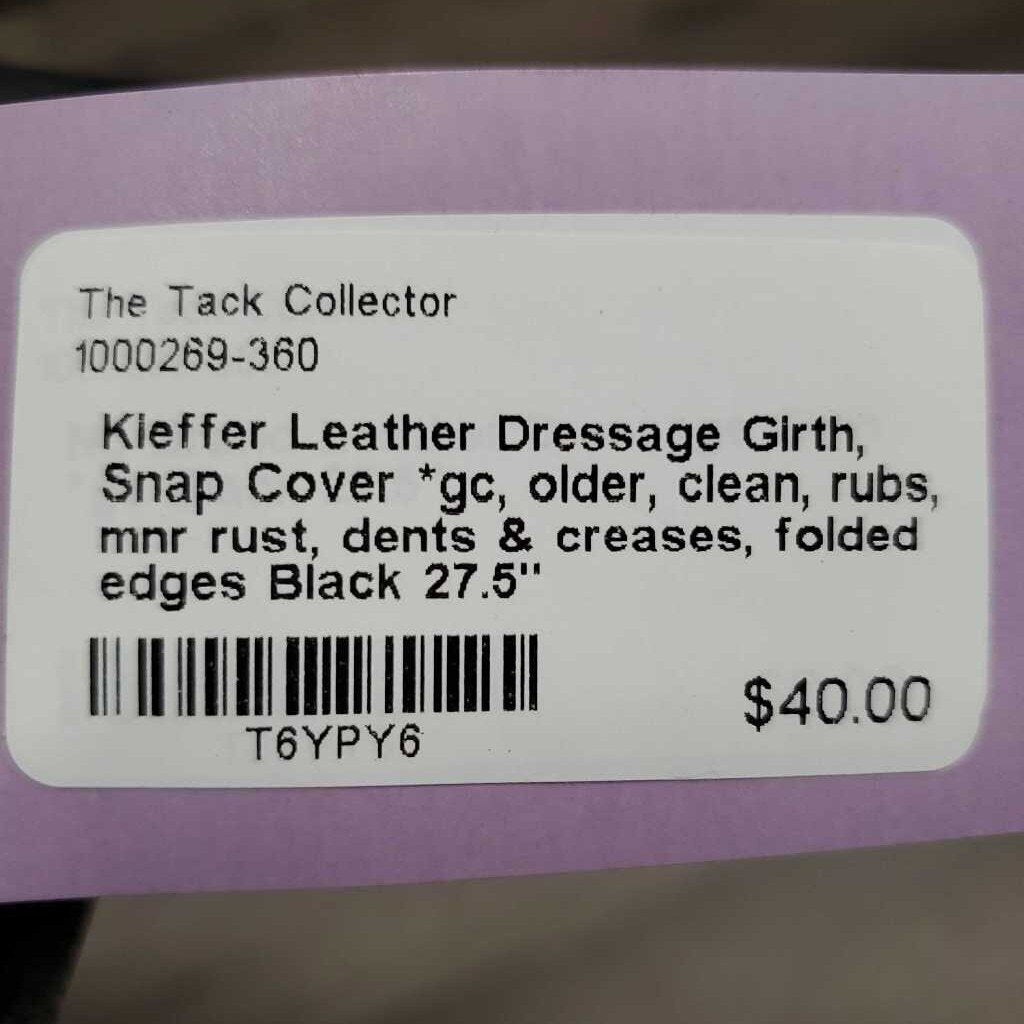 The Tack Collector
1000269-360
Kieffer Leather Dressage Girth,
Snap Cover *gc, older, clean, rubs,
mnr rust, dents & creases, folded
edges Black 27.5"
T6YPY6
$40.00